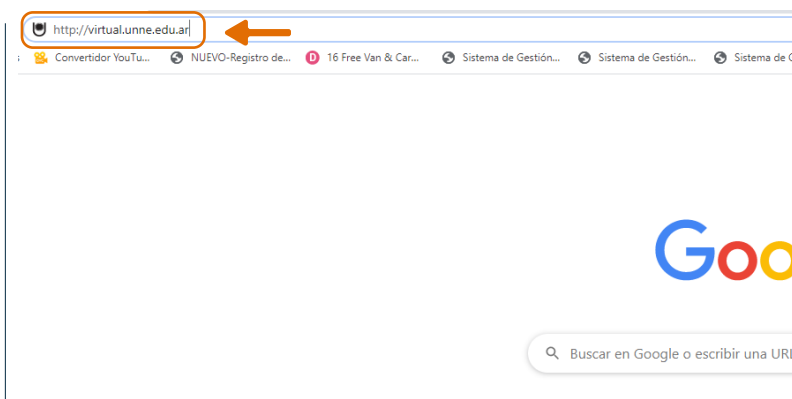 http://virtual.unne.edu.ar
s Convertidor YouTu... NUEVO-Registro de... D 16 Free Van & Car... Sistema de Gestión... Sistema de Gestión... Sistema de G
Goo
Buscar en Google o escribir una URL